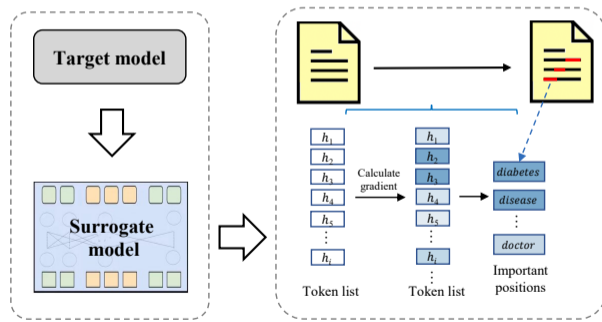 Target model
Surrogate
model
h1
h2
h3
h4
h5
⋮
hi
Token list
Calculate
gradient
h1
h2
h3
h4
h5
⋮
hi
⋮
Token list
diabetes
disease
⋮
doctor
Important
positions